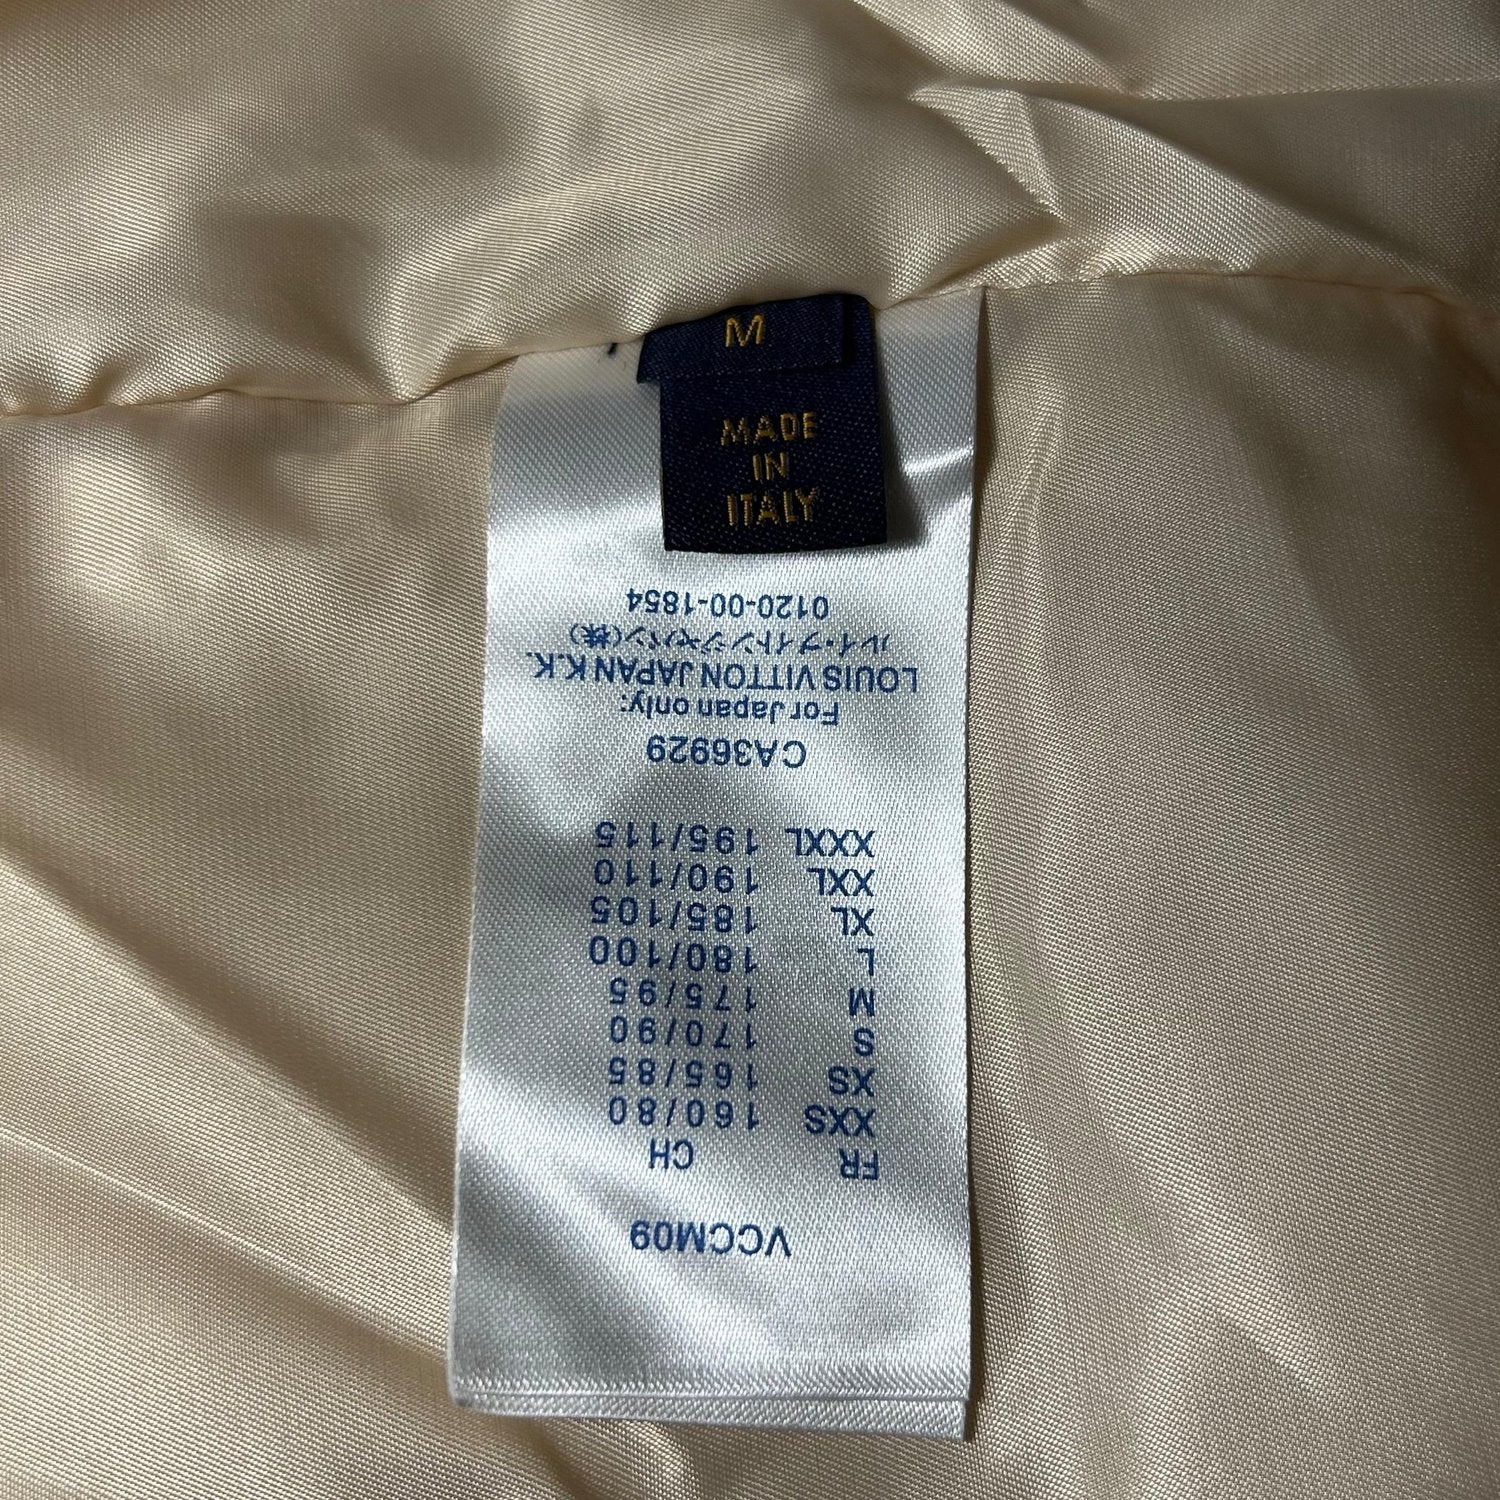 M
MADE
IN
ITALY
VCCM09
FR CH
XXS 160/80
XS 165/85
S 170/90
M 175/95
L 180/100
XL 185/105
XXL 190/110
XXXL 195/115
CA36929
For Japan only:
LOUIS VITTON JAPAN K.K.
ルイ・ヴィトンジャパン(株)
0120-00-1854